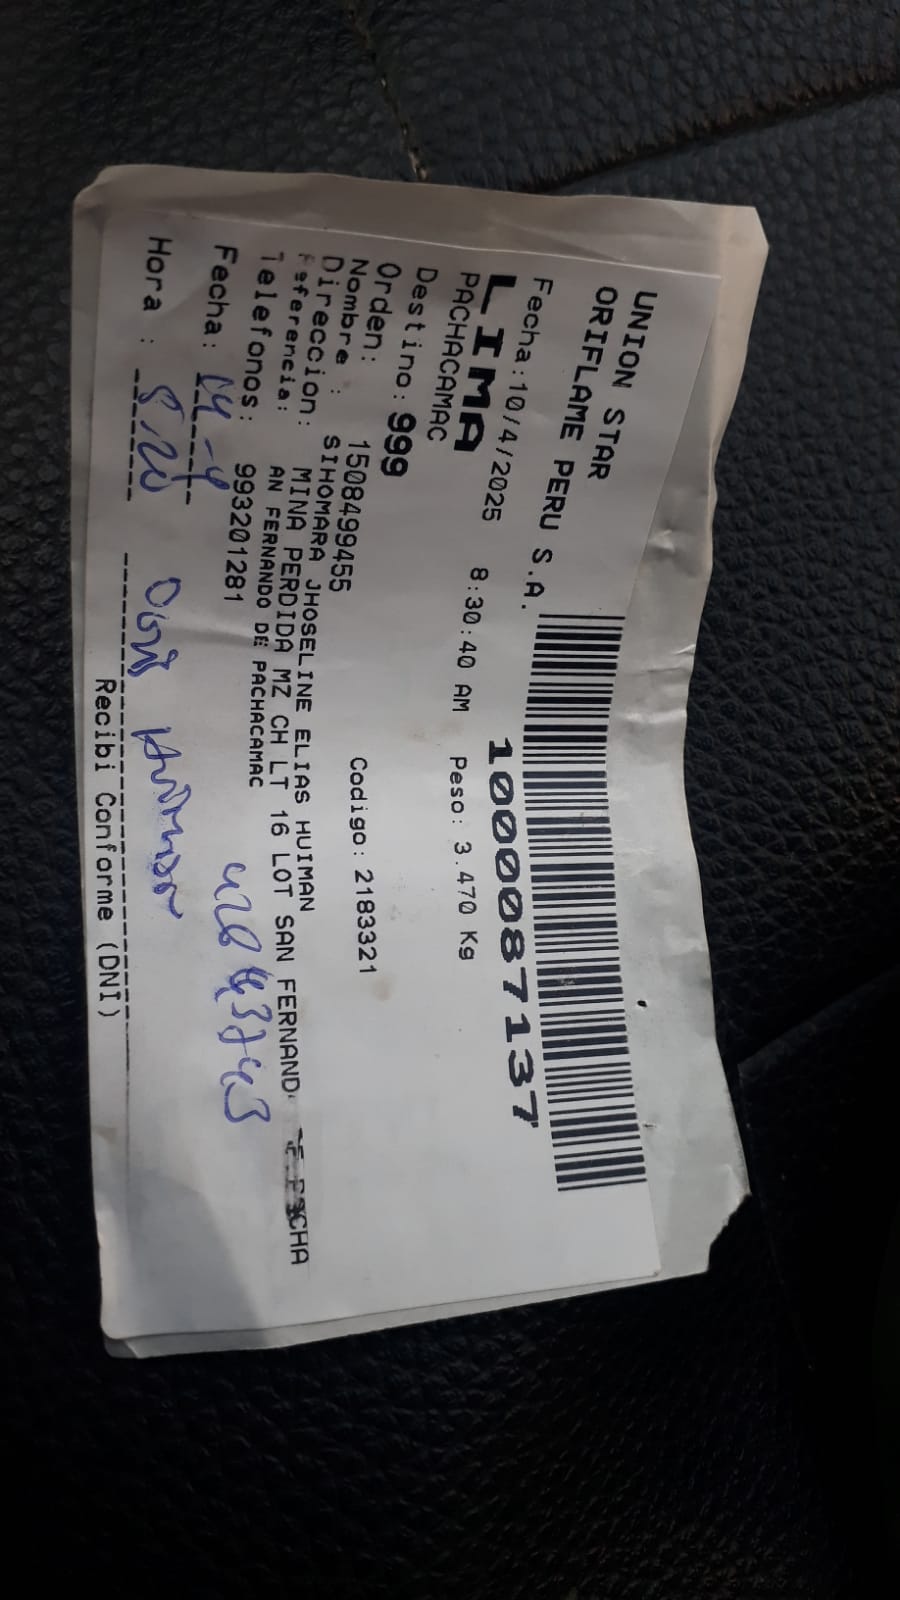 UNION STAR
ORIFLAME PERU S.A.
1000087137
Fecha:10/4/2025 8:30:40 AM Peso: 3.470 Kg
LIMA
PACHACAMAC
Destino: 999
Orden: 1508499455 Codigo: 2183321
Nombre : SIHOMARA JHOSELINE ELIAS HUIMAN
Direccion: MINA PERDIDA MZ CH LT 16 LOT SAN FERNAND
Referencia: AN FERNANDO DE PACHACAMAC
Telefonos: 993201281
Fecha: 04-4
Hora :
Recibi Conforme (DNI)